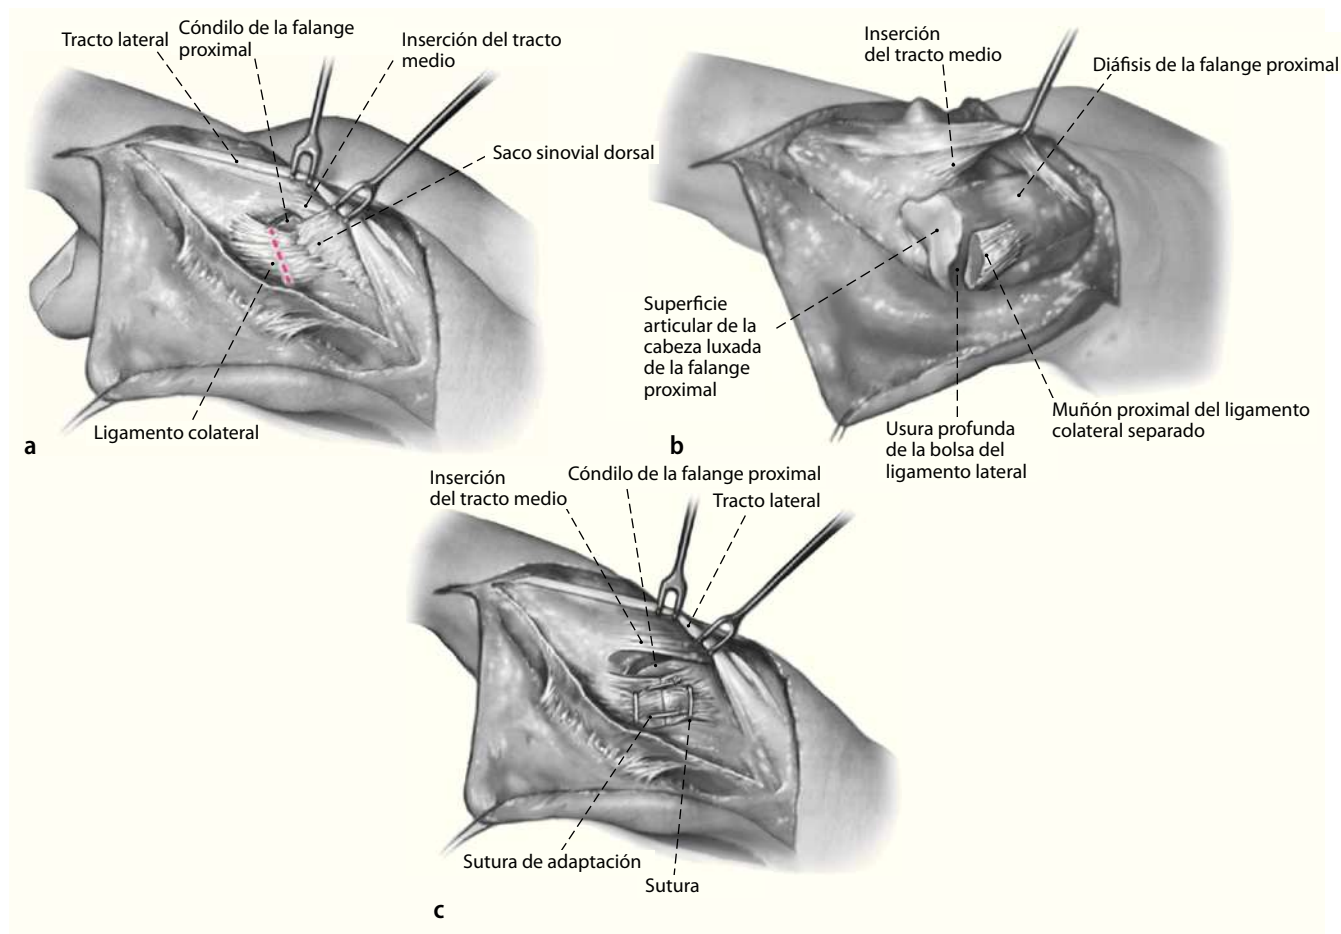 Tracto lateral
Cóndilo de la falange
proximal
Inserción del tracto
medio
Saco sinovial dorsal
Ligamento colateral
a
Inserción
del tracto medio
Diáfisis de la falange proximal
Superficie
articular de la
cabeza luxada
de la falange
proximal
Usura profunda
de la bolsa del
ligamento lateral
Muñón proximal del ligamento
colateral separado
b
Inserción
del tracto medio
Cóndilo de la falange proximal
Tracto lateral
Sutura de adaptación
Sutura
c